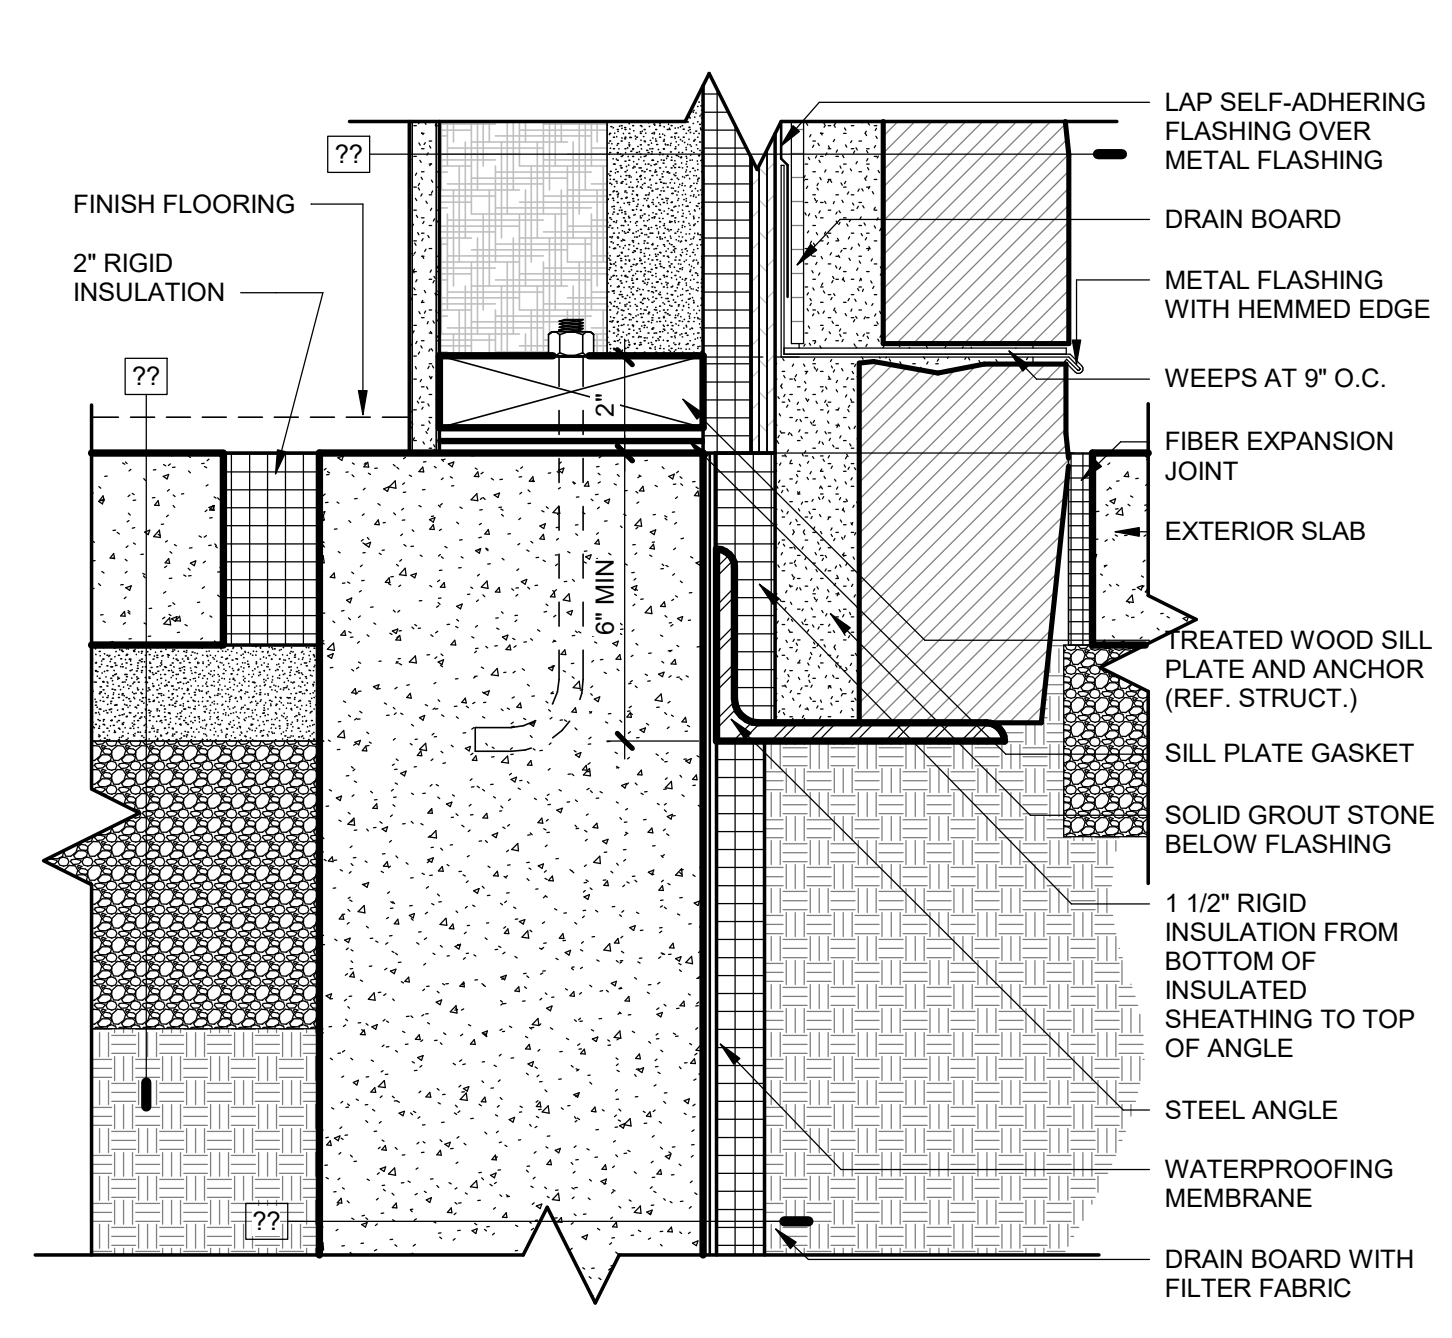 LAP SELF-ADHERING
FLASHING OVER
METAL FLASHING
??
FINISH FLOORING
DRAIN BOARD
2" RIGID
INSULATION
METAL FLASHING
WITH HEMMED EDGE
??
WEEPS AT 9" O.C.
2"
FIBER EXPANSION
JOINT
EXTERIOR SLAB
6" MIN
TREATED WOOD SILL
PLATE AND ANCHOR
(REF. STRUCT.)
SILL PLATE GASKET
SOLID GROUT STONE
BELOW FLASHING
1 1/2" RIGID
INSULATION FROM
BOTTOM OF
INSULATED
SHEATHING TO TOP
OF ANGLE
STEEL ANGLE
WATERPROOFING
MEMBRANE
??
DRAIN BOARD WITH
FILTER FABRIC